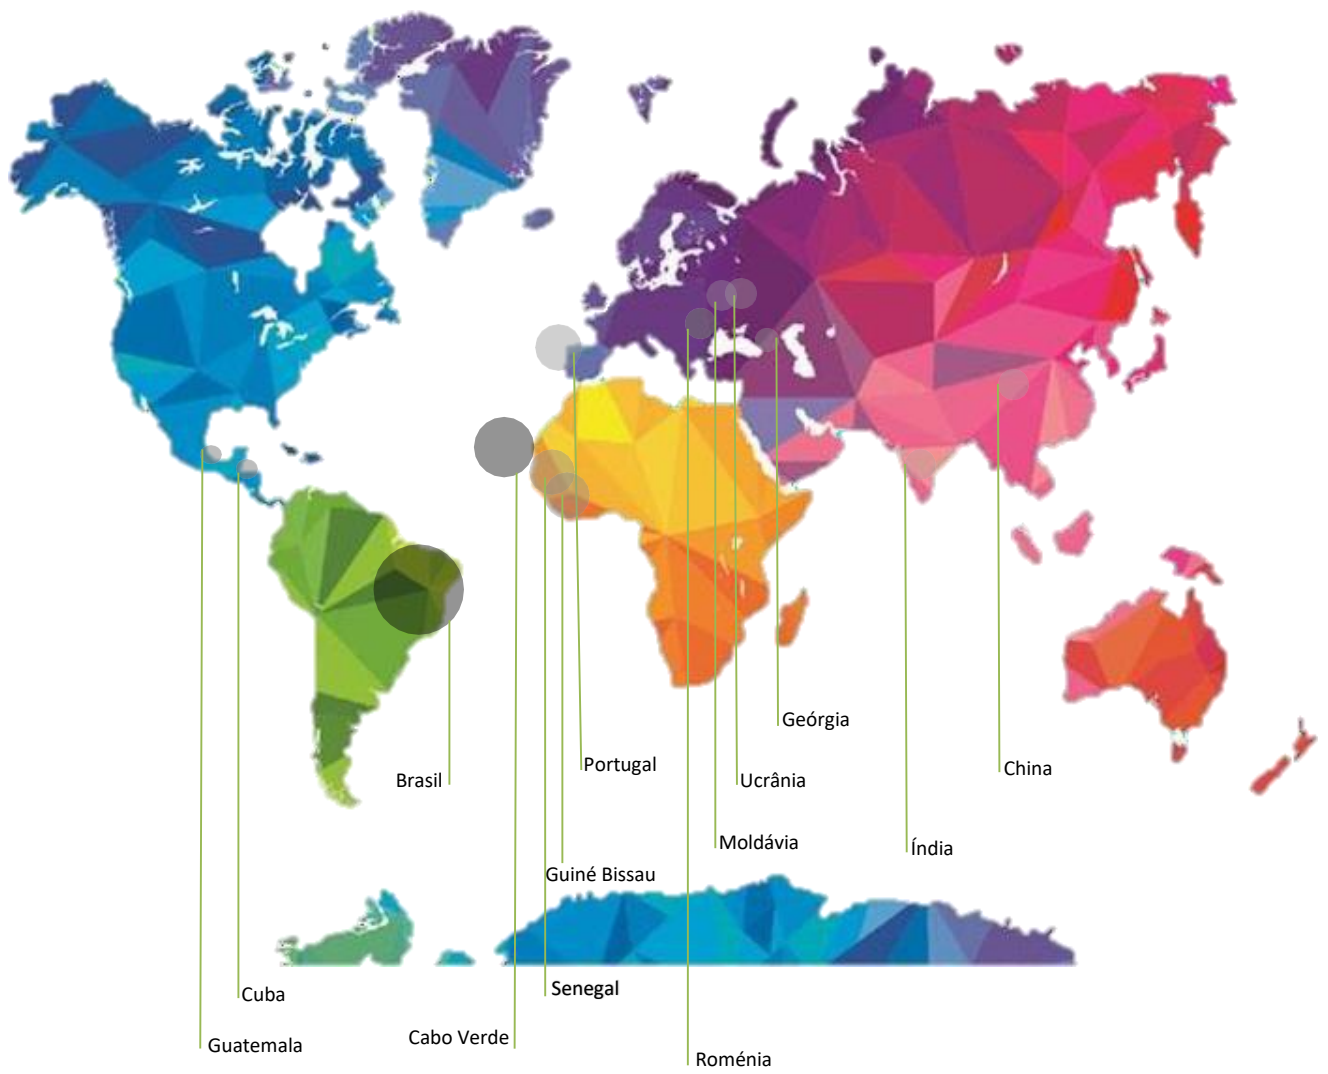 Geórgia
Portugal
China
Brasil
Ucrânia
Moldávia
Índia
Guiné Bissau
Senegal
Cuba
Cabo Verde
Guatemala
Roménia